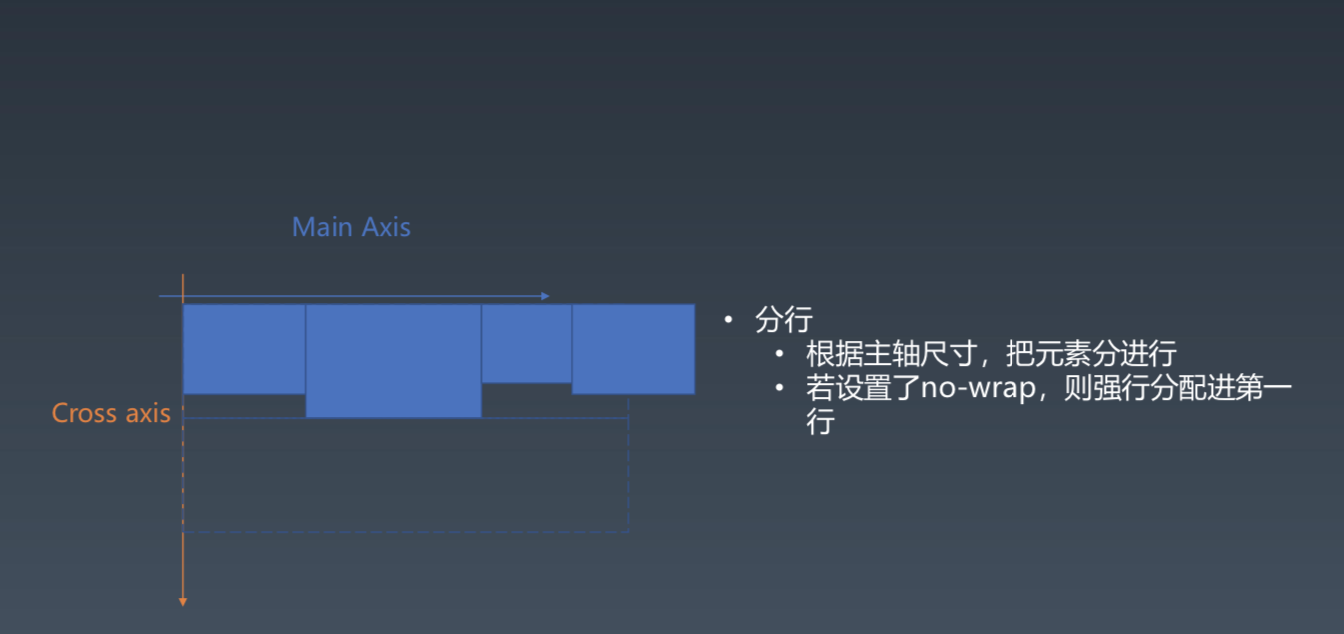 Main Axis
• 分行
• 根据主轴尺寸，把元素分进行
• 若设置了no-wrap，则强行分配进第一
行
Cross axis